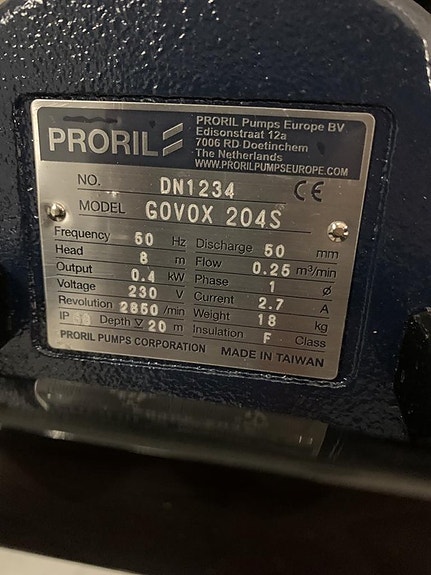 PRORIL
PRORIL Pumps Europe BV
Edisonstraat 12a
7006 RD Doetinchem
The Netherlands
WWW.PRORILPUMPSEUROPE.COM
NO. DN1234 CE
MODEL GOVOX 204S
Frequency 50 Hz Discharge 50 mm
Head 8 m Flow 0.25 m³/min
Output 0.4 kW Phase 1 ø
Voltage 230 V Current 2.7 A
Revolution 2850 /min Weight 18 kg
IP Depth ▽ 20 m Insulation F Class
PRORIL PUMPS CORPORATION MADE IN TAIWAN